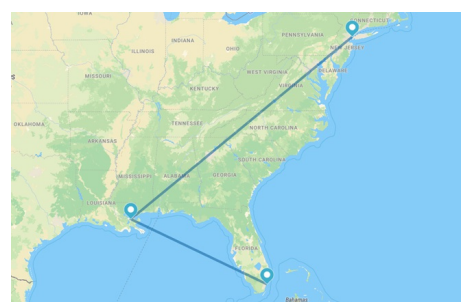 IOWA
CONNECTICUT
PENNSYLVANIA
INDIANA
OHIO
ILLINOIS
NEW JERSEY
MISSOURI
WEST VIRGINIA
DELAWARE
KENTUCKY
VIRGINIA
OKLAHOMA
TENNESSEE
NORTH CAROLINA
ARKANSAS
SOUTH CAROLINA
MISSISSIPPI
ALABAMA
GEORGIA
LOUISIANA
FLORIDA
Bahamas